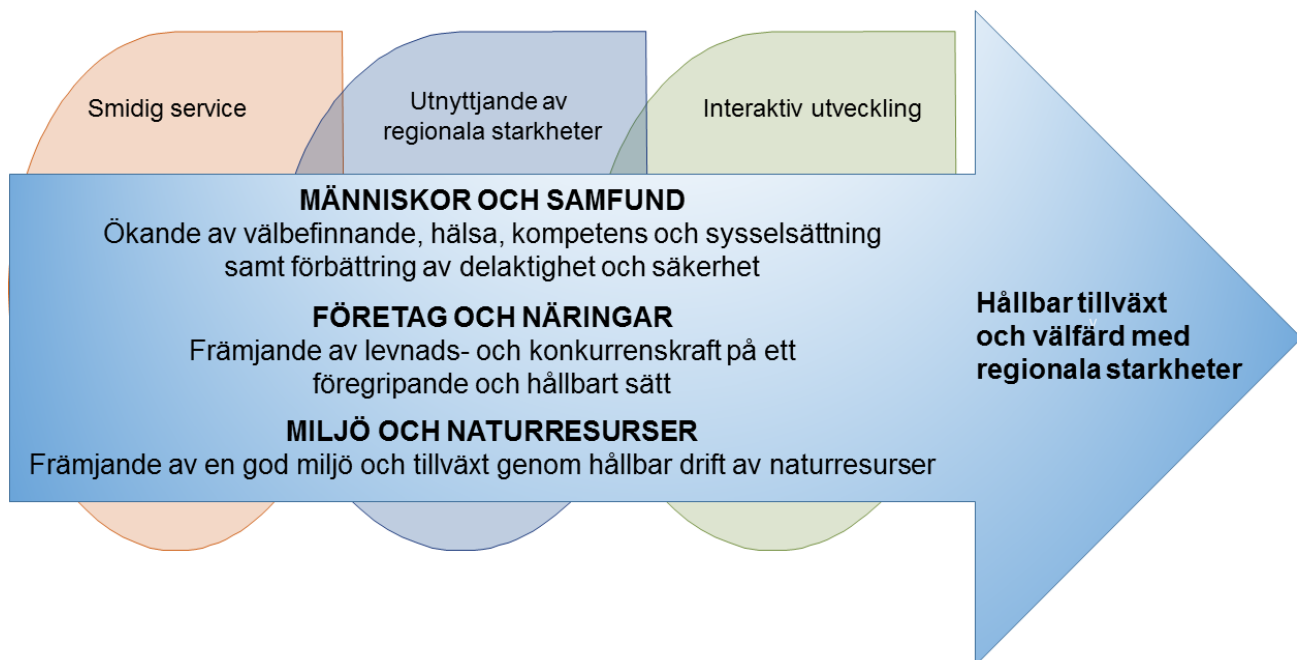 Smidig service
Utnyttjande av
regionala starkheter
Interaktiv utveckling
MÄNNISKOR OCH SAMFUND
Ökande av välbefinnande, hälsa, kompetens och sysselsättning
samt förbättring av delaktighet och säkerhet
FÖRETAG OCH NÄRINGAR
Främjande av levnads- och konkurrenskraft på ett
föregripande och hållbart sätt
MILJÖ OCH NATURRESURSER
Främjande av en god miljö och tillväxt genom hållbar drift av naturresurser
Hållbar tillväxt
och välfärd med
regionala starkheter